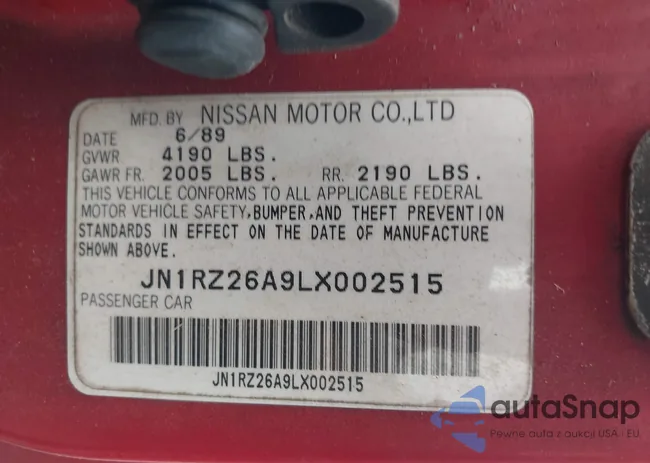 MFD. BY NISSAN MOTOR CO.,LTD
DATE 6/89
GVWR 4190 LBS.
GAWR FR. 2005 LBS. RR. 2190 LBS.
THIS VEHICLE CONFORMS TO ALL APPLICABLE FEDERAL
MOTOR VEHICLE SAFETY, BUMPER, AND THEFT PREVENTION
STANDARDS IN EFFECT ON THE DATE OF MANUFACTURE
SHOWN ABOVE.
JN1RZ26A9LX002515
PASSENGER CAR
JN1RZ26A9LX002515
autaSnap
Pewne auta z aukcji USA i EU